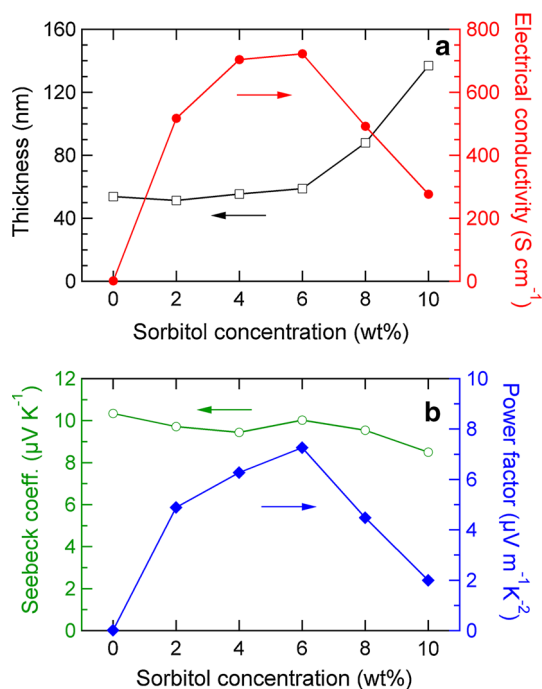 a
160
120
80
40
0
Thickness (nm)
800
600
400
200
0
Electrical conductivity (S cm⁻¹)
0 2 4 6 8 10
Sorbitol concentration (wt%)
b
12
10
8
6
4
2
0
Seebeck coeff. (µV K⁻¹)
10
8
6
4
2
0
Power factor (µV m⁻¹K⁻²)
0 2 4 6 8 10
Sorbitol concentration (wt%)